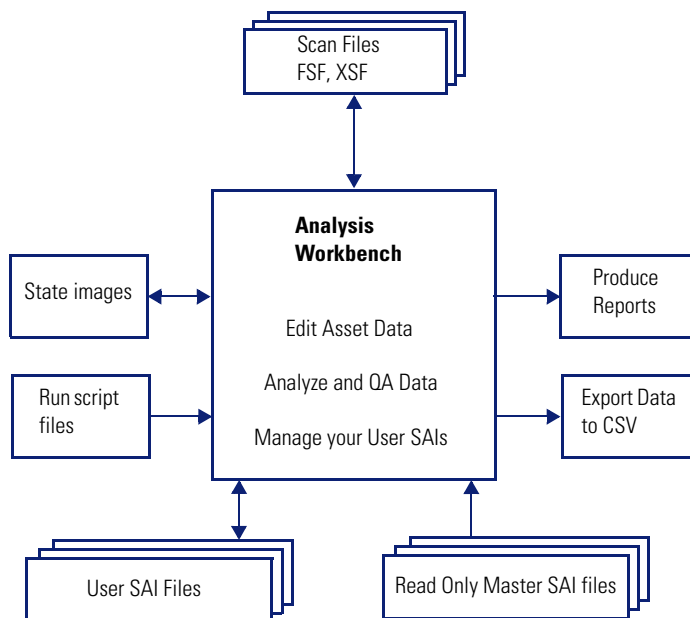 Scan Files
FSF, XSF
Analysis
Workbench
State images
Edit Asset Data
Produce
Reports
Run script
files
Analyze and QA Data
Manage your User SAIs
Export Data
to CSV
User SAI Files
Read Only Master SAI files